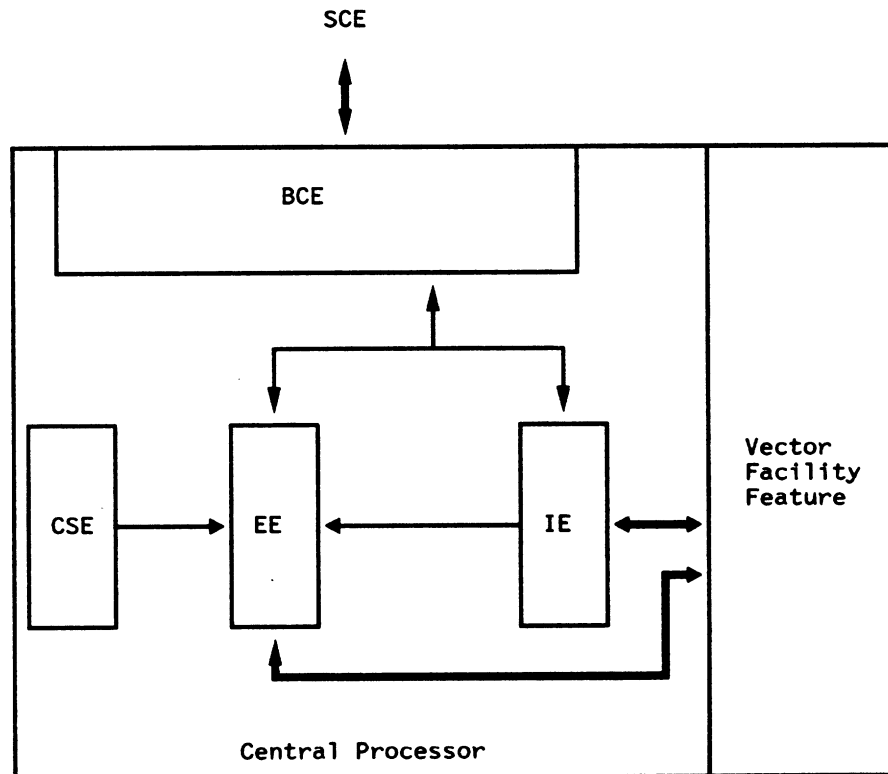 SCE
BCE
Vector
Facility
Feature
CSE
EE
IE
Central Processor